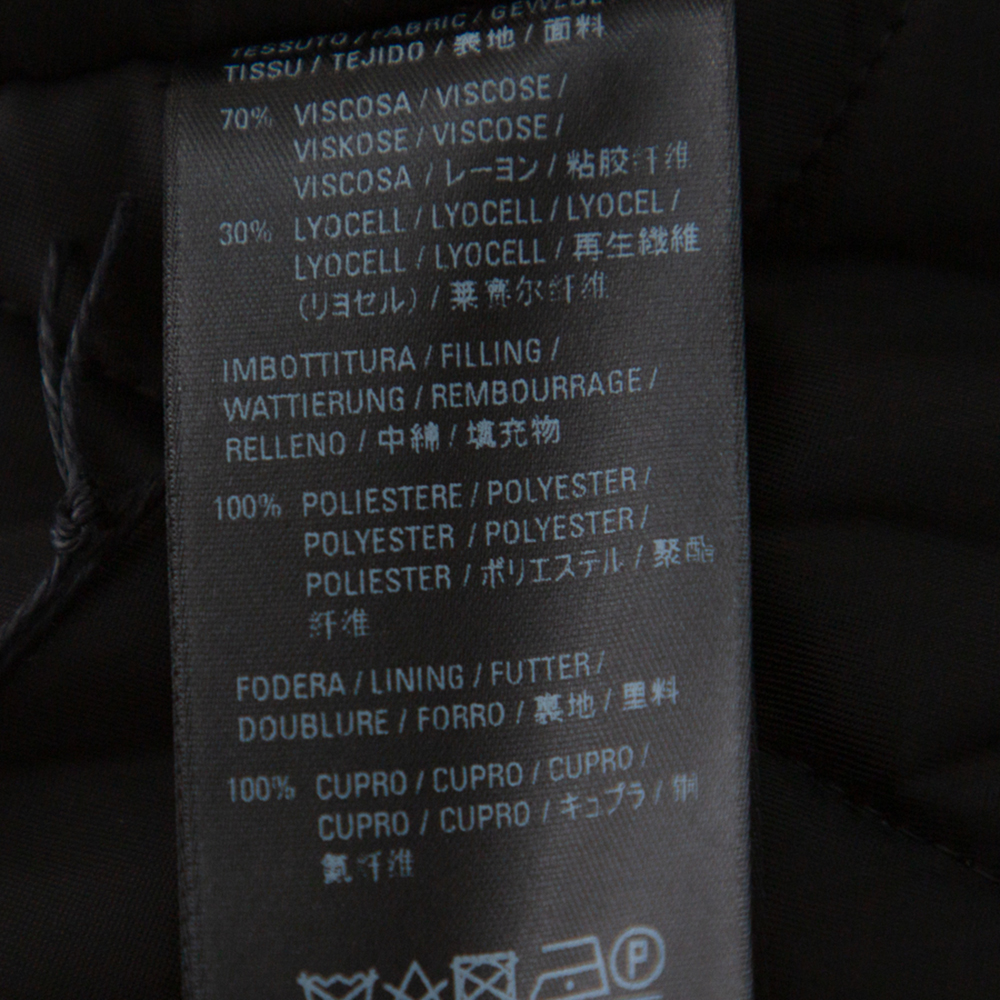 TESSUTO / FABRIC / GEWEBE
TISSU / TEJIDO / 裏地 / 面料
70% VISCOSA / VISCOSE /
VISKOSE / VISCOSE /
VISCOSA / レーヨン / 粘胶纤维
30% LYOCELL / LYOCELL / LYOCEL /
LYOCELL / LYOCELL / 再生繊維
(リヨセル) / 莱赛尔纤维
IMBOTTITURA / FILLING /
WATTIERUNG / REMBOURRAGE /
RELLENO / 中綿 / 填充物
100% POLIESTERE / POLYESTER /
POLYESTER / POLYESTER /
POLIESTER / ポリエステル / 聚酯
纤维
FODERA / LINING / FUTTER /
DOUBLURE / FORRO / 裏地 / 里料
100% CUPRO / CUPRO / CUPRO /
CUPRO / CUPRO / キュプラ / 铜
氨纤维
P